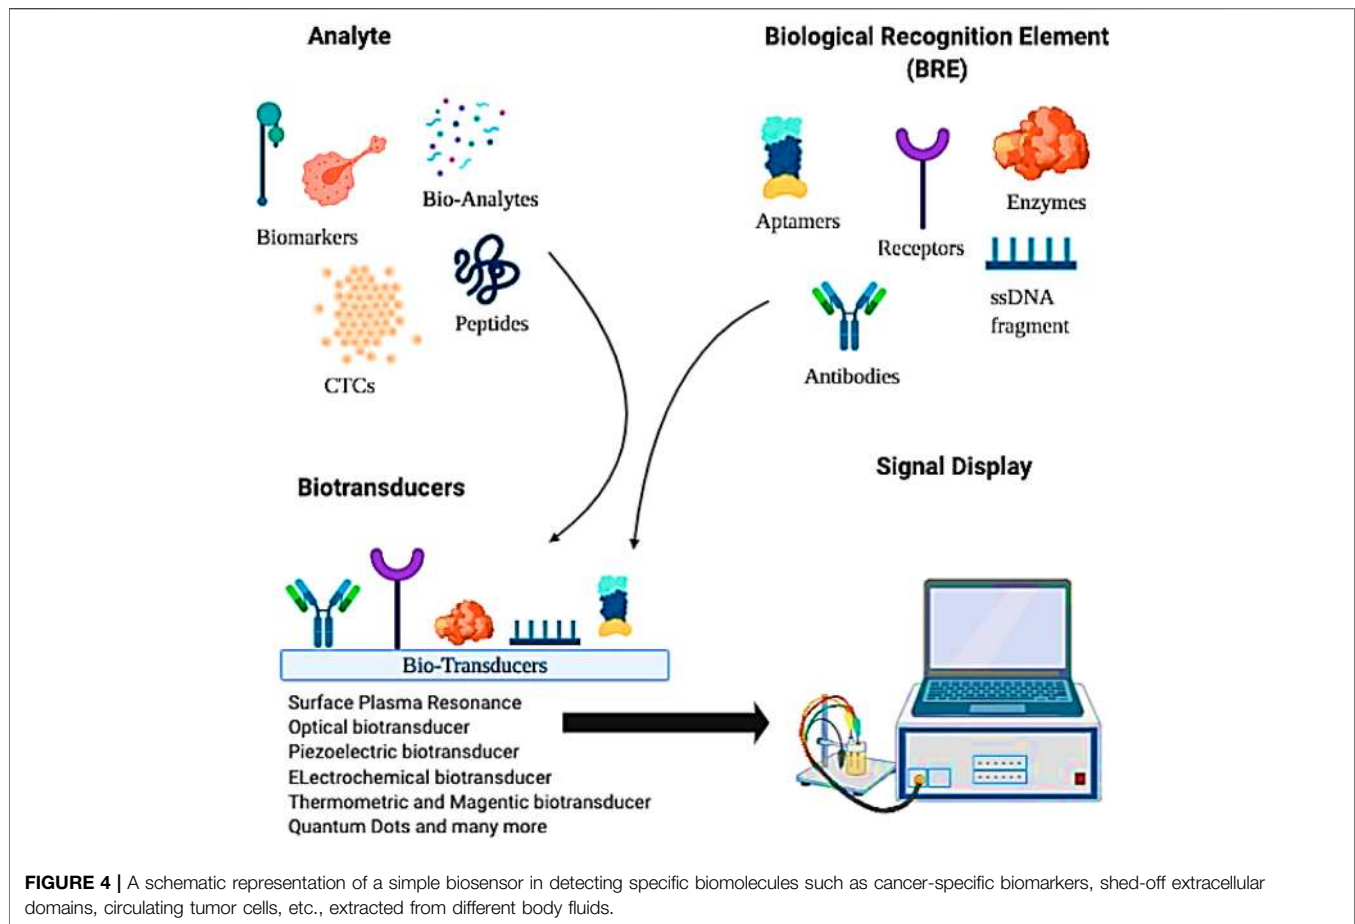 Analyte
Bio-Analytes
Biomarkers
Peptides
CTCs
Biological Recognition Element
(BRE)
Aptamers
Receptors
Enzymes
ssDNA
fragment
Antibodies
Biotransducers
Bio-Transducers
Surface Plasma Resonance
Optical biotransducer
Piezoelectric biotransducer
ELectrochemical biotransducer
Thermometric and Magentic biotransducer
Quantum Dots and many more
Signal Display
FIGURE 4 | A schematic representation of a simple biosensor in detecting specific biomolecules such as cancer-specific biomarkers, shed-off extracellular
domains, circulating tumor cells, etc., extracted from different body fluids.